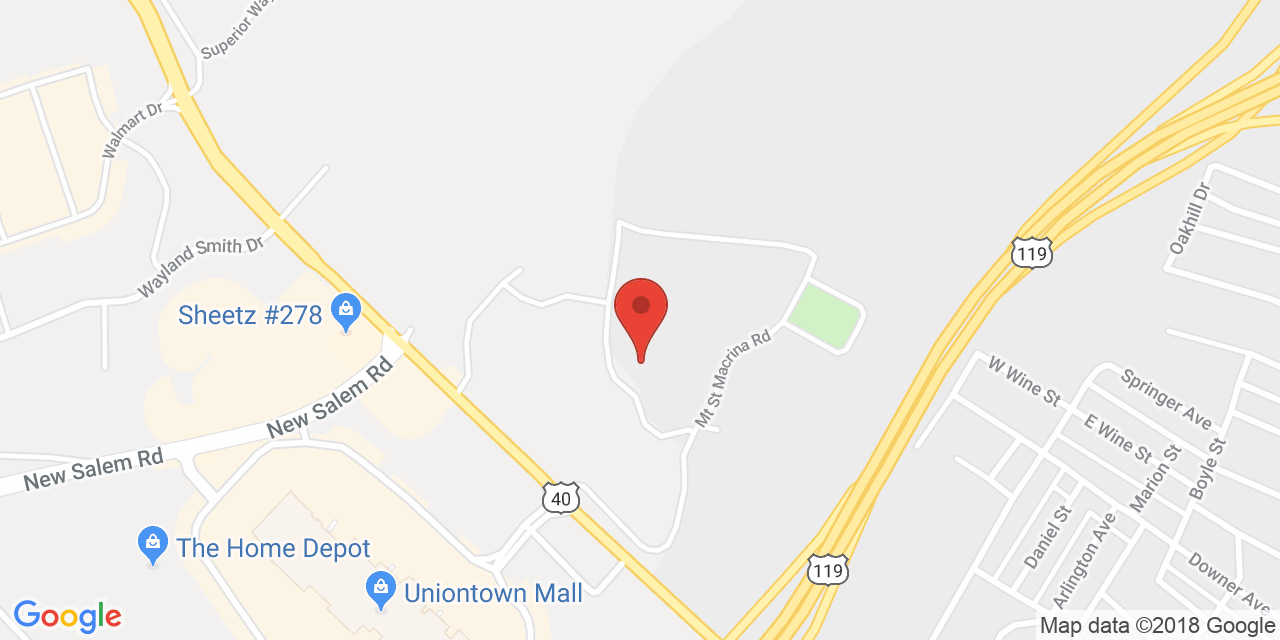 Superior Wa
Walmart Dr
Oakhill Dr
Wayland Smith Dr
119
Sheetz #278
Mt St Macrina Rd
New Salem Rd
W Wine St
Springer Ave
E Wine St
New Salem Rd
Marion St
Boyle St
40
Daniel St
Arlington Ave
The Home Depot
119
Downer Ave
Uniontown Mall
Google
Map data ©2018 Google